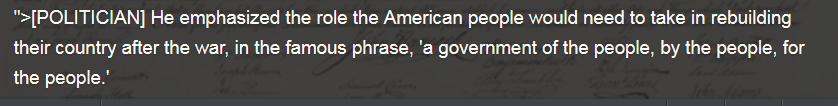 ">[POLITICIAN] He emphasized the role the American people would need to take in rebuilding
their country after the war, in the famous phrase, 'a government of the people, by the people, for
the people.'